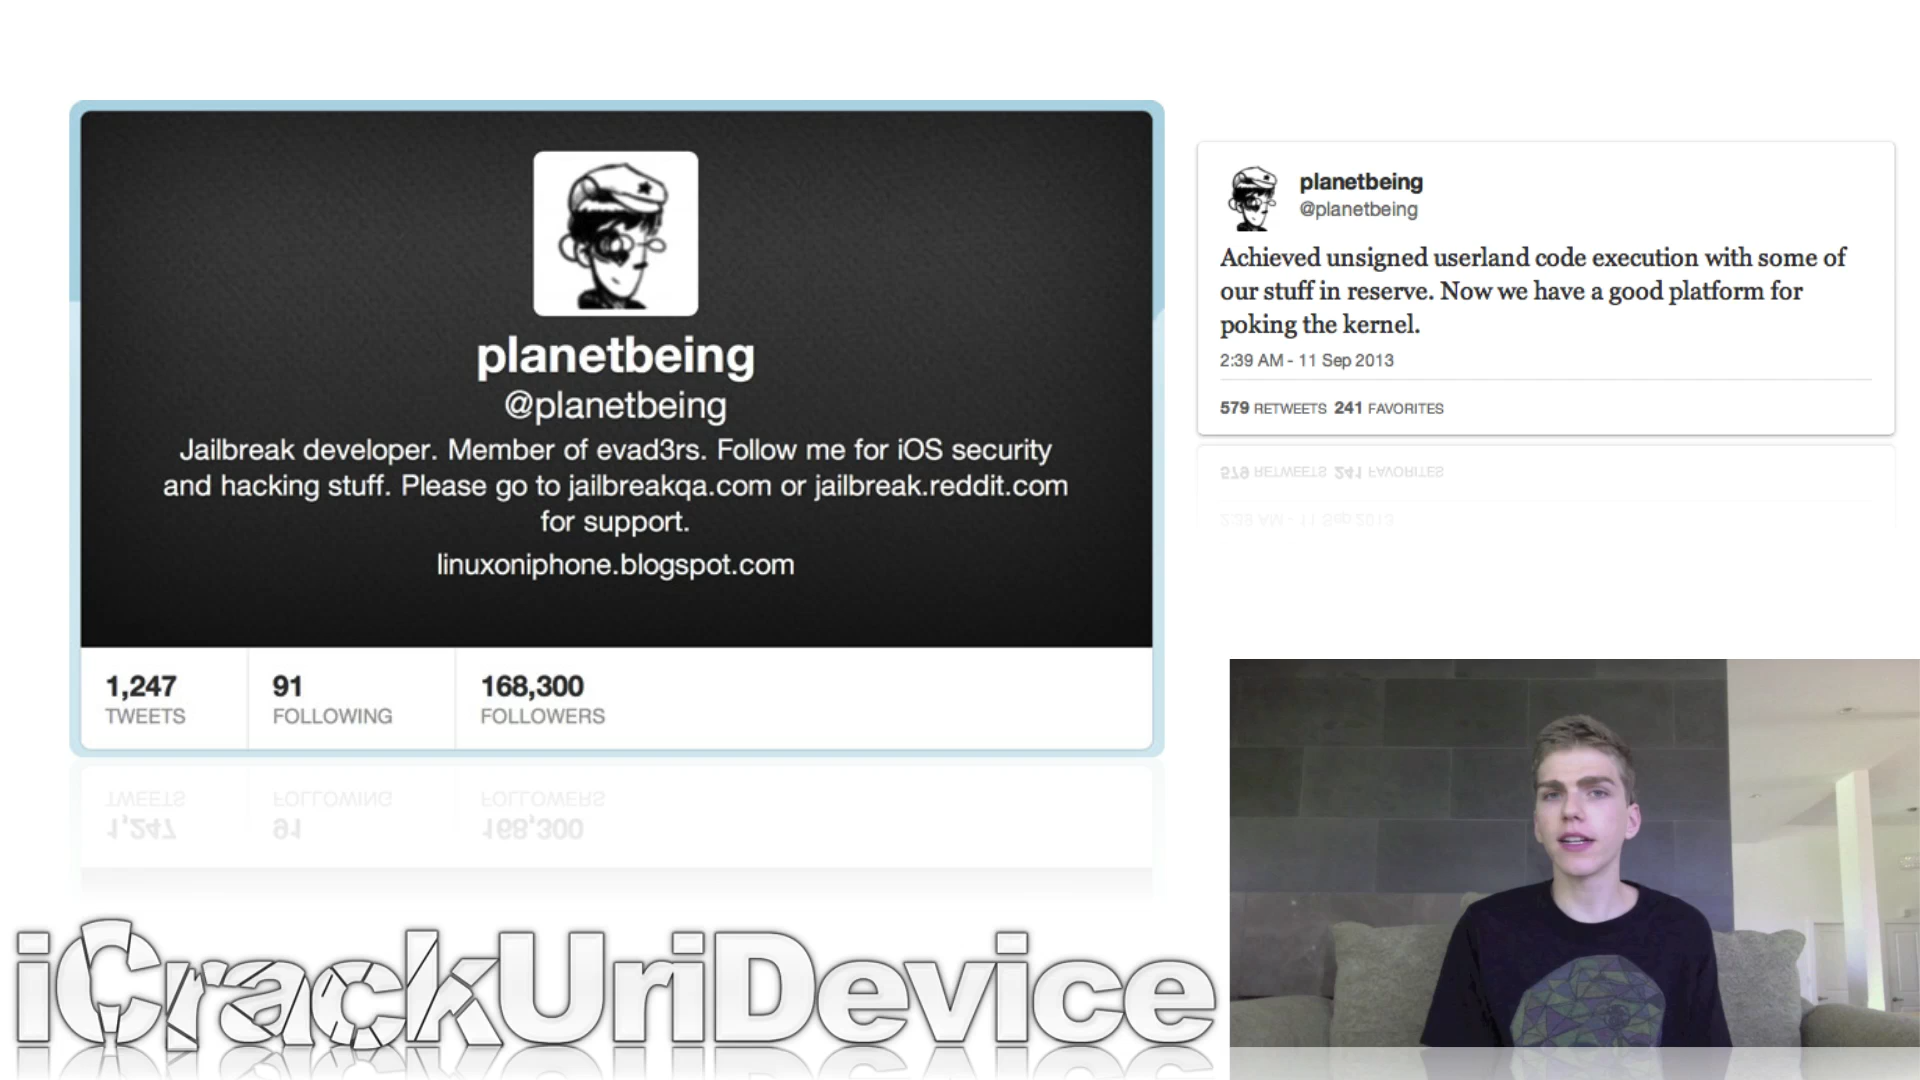 planetbeing
@planetbeing
Jailbreak developer. Member of evad3rs. Follow me for iOS security
and hacking stuff. Please go to jailbreakqa.com or jailbreak.reddit.com
for support.
linuxoniphone.blogspot.com
1,247
TWEETS
91
FOLLOWING
168,300
FOLLOWERS
planetbeing
@planetbeing
Achieved unsigned userland code execution with some of
our stuff in reserve. Now we have a good platform for
poking the kernel.
2:39 AM - 11 Sep 2013
579 RETWEETS 241 FAVORITES
iCrackUriDevice